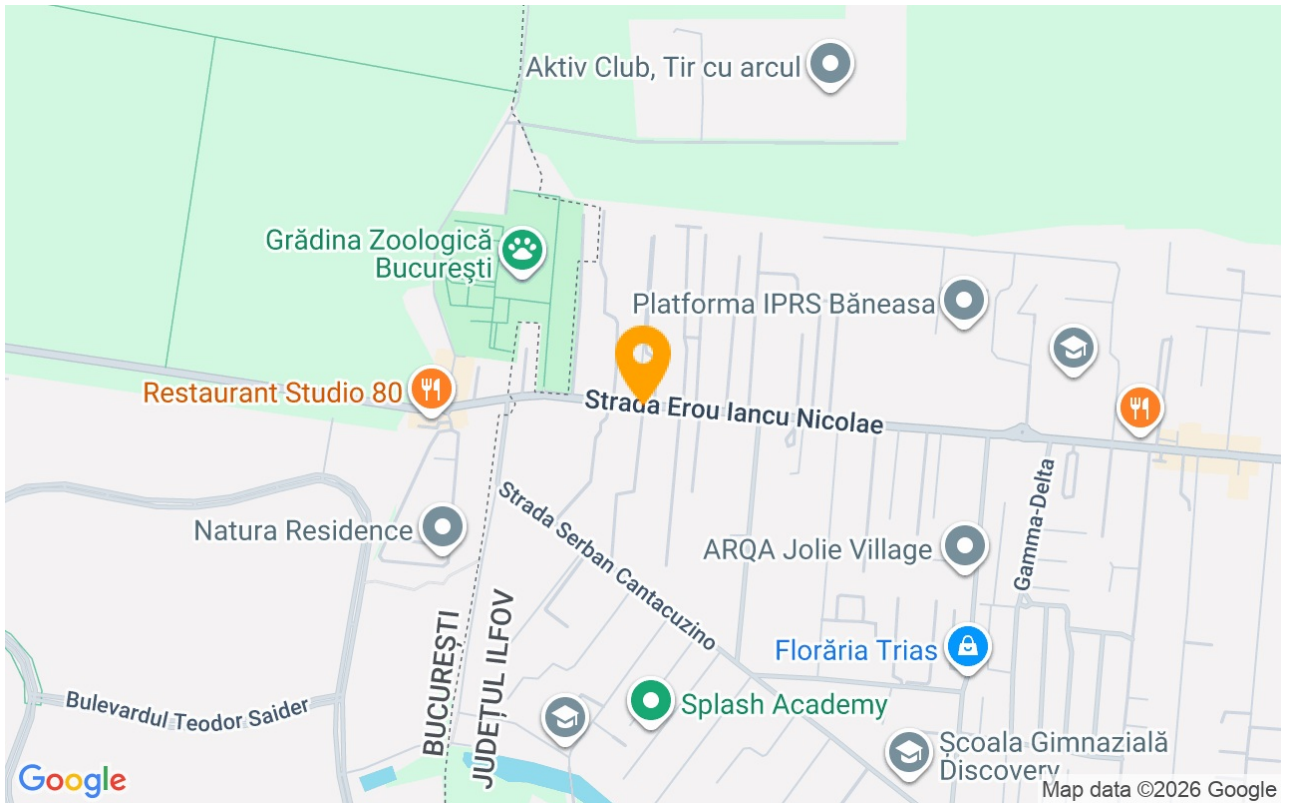 Aktiv Club, Tir cu arcul
Grădina Zoologică
București
Platforma IPRS Băneasa
Restaurant Studio 80
Strada Erou Iancu Nicolae
Strada Serban Cantacuzino
Natura Residence
ARQA Jolie Village
Gamma-Delta
BUCUREȘTI
JUDEȚUL ILFOV
Florăria Trias
Bulevardul Teodor Saider
Splash Academy
Școala Gimnazială
Discovery
Google
Map data ©2026 Google